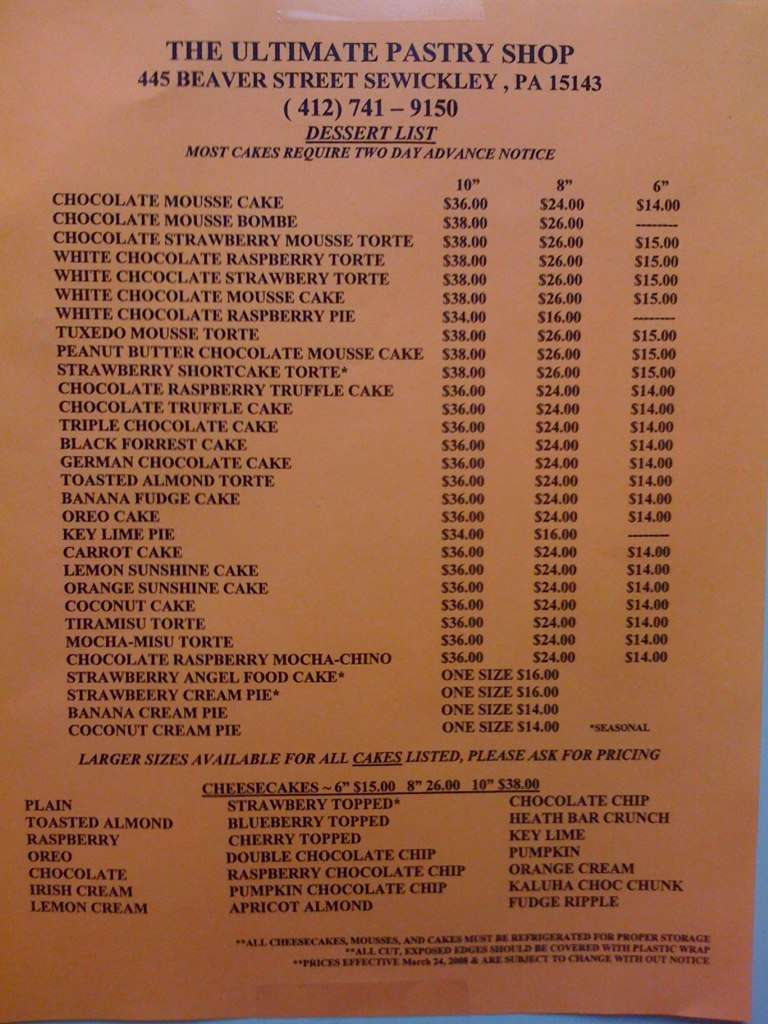 THE ULTIMATE PASTRY SHOP
445 BEAVER STREET SEWICKLEY , PA 15143
( 412) 741 – 9150
DESSERT LIST
MOST CAKES REQUIRE TWO DAY ADVANCE NOTICE
10” 8” 6”
CHOCOLATE MOUSSE CAKE $36.00 $24.00 $14.00
CHOCOLATE MOUSSE BOMBE $38.00 $26.00 --------
CHOCOLATE STRAWBERRY MOUSSE TORTE $38.00 $26.00 $15.00
WHITE CHOCOLATE RASPBERRY TORTE $38.00 $26.00 $15.00
WHITE CHCOCLATE STRAWBERY TORTE $38.00 $26.00 $15.00
WHITE CHOCOLATE MOUSSE CAKE $38.00 $26.00 $15.00
WHITE CHOCOLATE RASPBERRY PIE $34.00 $16.00 --------
TUXEDO MOUSSE TORTE $38.00 $26.00 $15.00
PEANUT BUTTER CHOCOLATE MOUSSE CAKE $38.00 $26.00 $15.00
STRAWBERRY SHORTCAKE TORTE* $38.00 $26.00 $15.00
CHOCOLATE RASPBERRY TRUFFLE CAKE $36.00 $24.00 $14.00
CHOCOLATE TRUFFLE CAKE $36.00 $24.00 $14.00
TRIPLE CHOCOLATE CAKE $36.00 $24.00 $14.00
BLACK FORREST CAKE $36.00 $24.00 $14.00
GERMAN CHOCOLATE CAKE $36.00 $24.00 $14.00
TOASTED ALMOND TORTE $36.00 $24.00 $14.00
BANANA FUDGE CAKE $36.00 $24.00 $14.00
OREO CAKE $36.00 $24.00 $14.00
KEY LIME PIE $34.00 $16.00 --------
CARROT CAKE $36.00 $24.00 $14.00
LEMON SUNSHINE CAKE $36.00 $24.00 $14.00
ORANGE SUNSHINE CAKE $36.00 $24.00 $14.00
COCONUT CAKE $36.00 $24.00 $14.00
TIRAMISU TORTE $36.00 $24.00 $14.00
MOCHA-MISU TORTE $36.00 $24.00 $14.00
CHOCOLATE RASPBERRY MOCHA-CHINO $36.00 $24.00 $14.00
STRAWBERRY ANGEL FOOD CAKE* ONE SIZE $16.00
STRAWBEERY CREAM PIE* ONE SIZE $16.00
BANANA CREAM PIE ONE SIZE $14.00
COCONUT CREAM PIE ONE SIZE $14.00 *SEASONAL
LARGER SIZES AVAILABLE FOR ALL CAKES LISTED, PLEASE ASK FOR PRICING
CHEESECAKES ~ 6” $15.00 8” 26.00 10” $38.00
PLAIN STRAWBERY TOPPED* CHOCOLATE CHIP
TOASTED ALMOND BLUEBERRY TOPPED HEATH BAR CRUNCH
RASPBERRY CHERRY TOPPED KEY LIME
OREO DOUBLE CHOCOLATE CHIP PUMPKIN
CHOCOLATE RASPBERRY CHOCOLATE CHIP ORANGE CREAM
IRISH CREAM PUMPKIN CHOCOLATE CHIP KALUHA CHOC CHUNK
LEMON CREAM APRICOT ALMOND FUDGE RIPPLE
**ALL CHEESECAKES, MOUSSES, AND CAKES MUST BE REFRIGERATED FOR PROPER STORAGE
**ALL CUT, EXPOSED EDGES SHOULD BE COVERED WITH PLASTIC WRAP
**PRICES EFFECTIVE March 24, 2008 & ARE SUBJECT TO CHANGE WITH OUT NOTICE